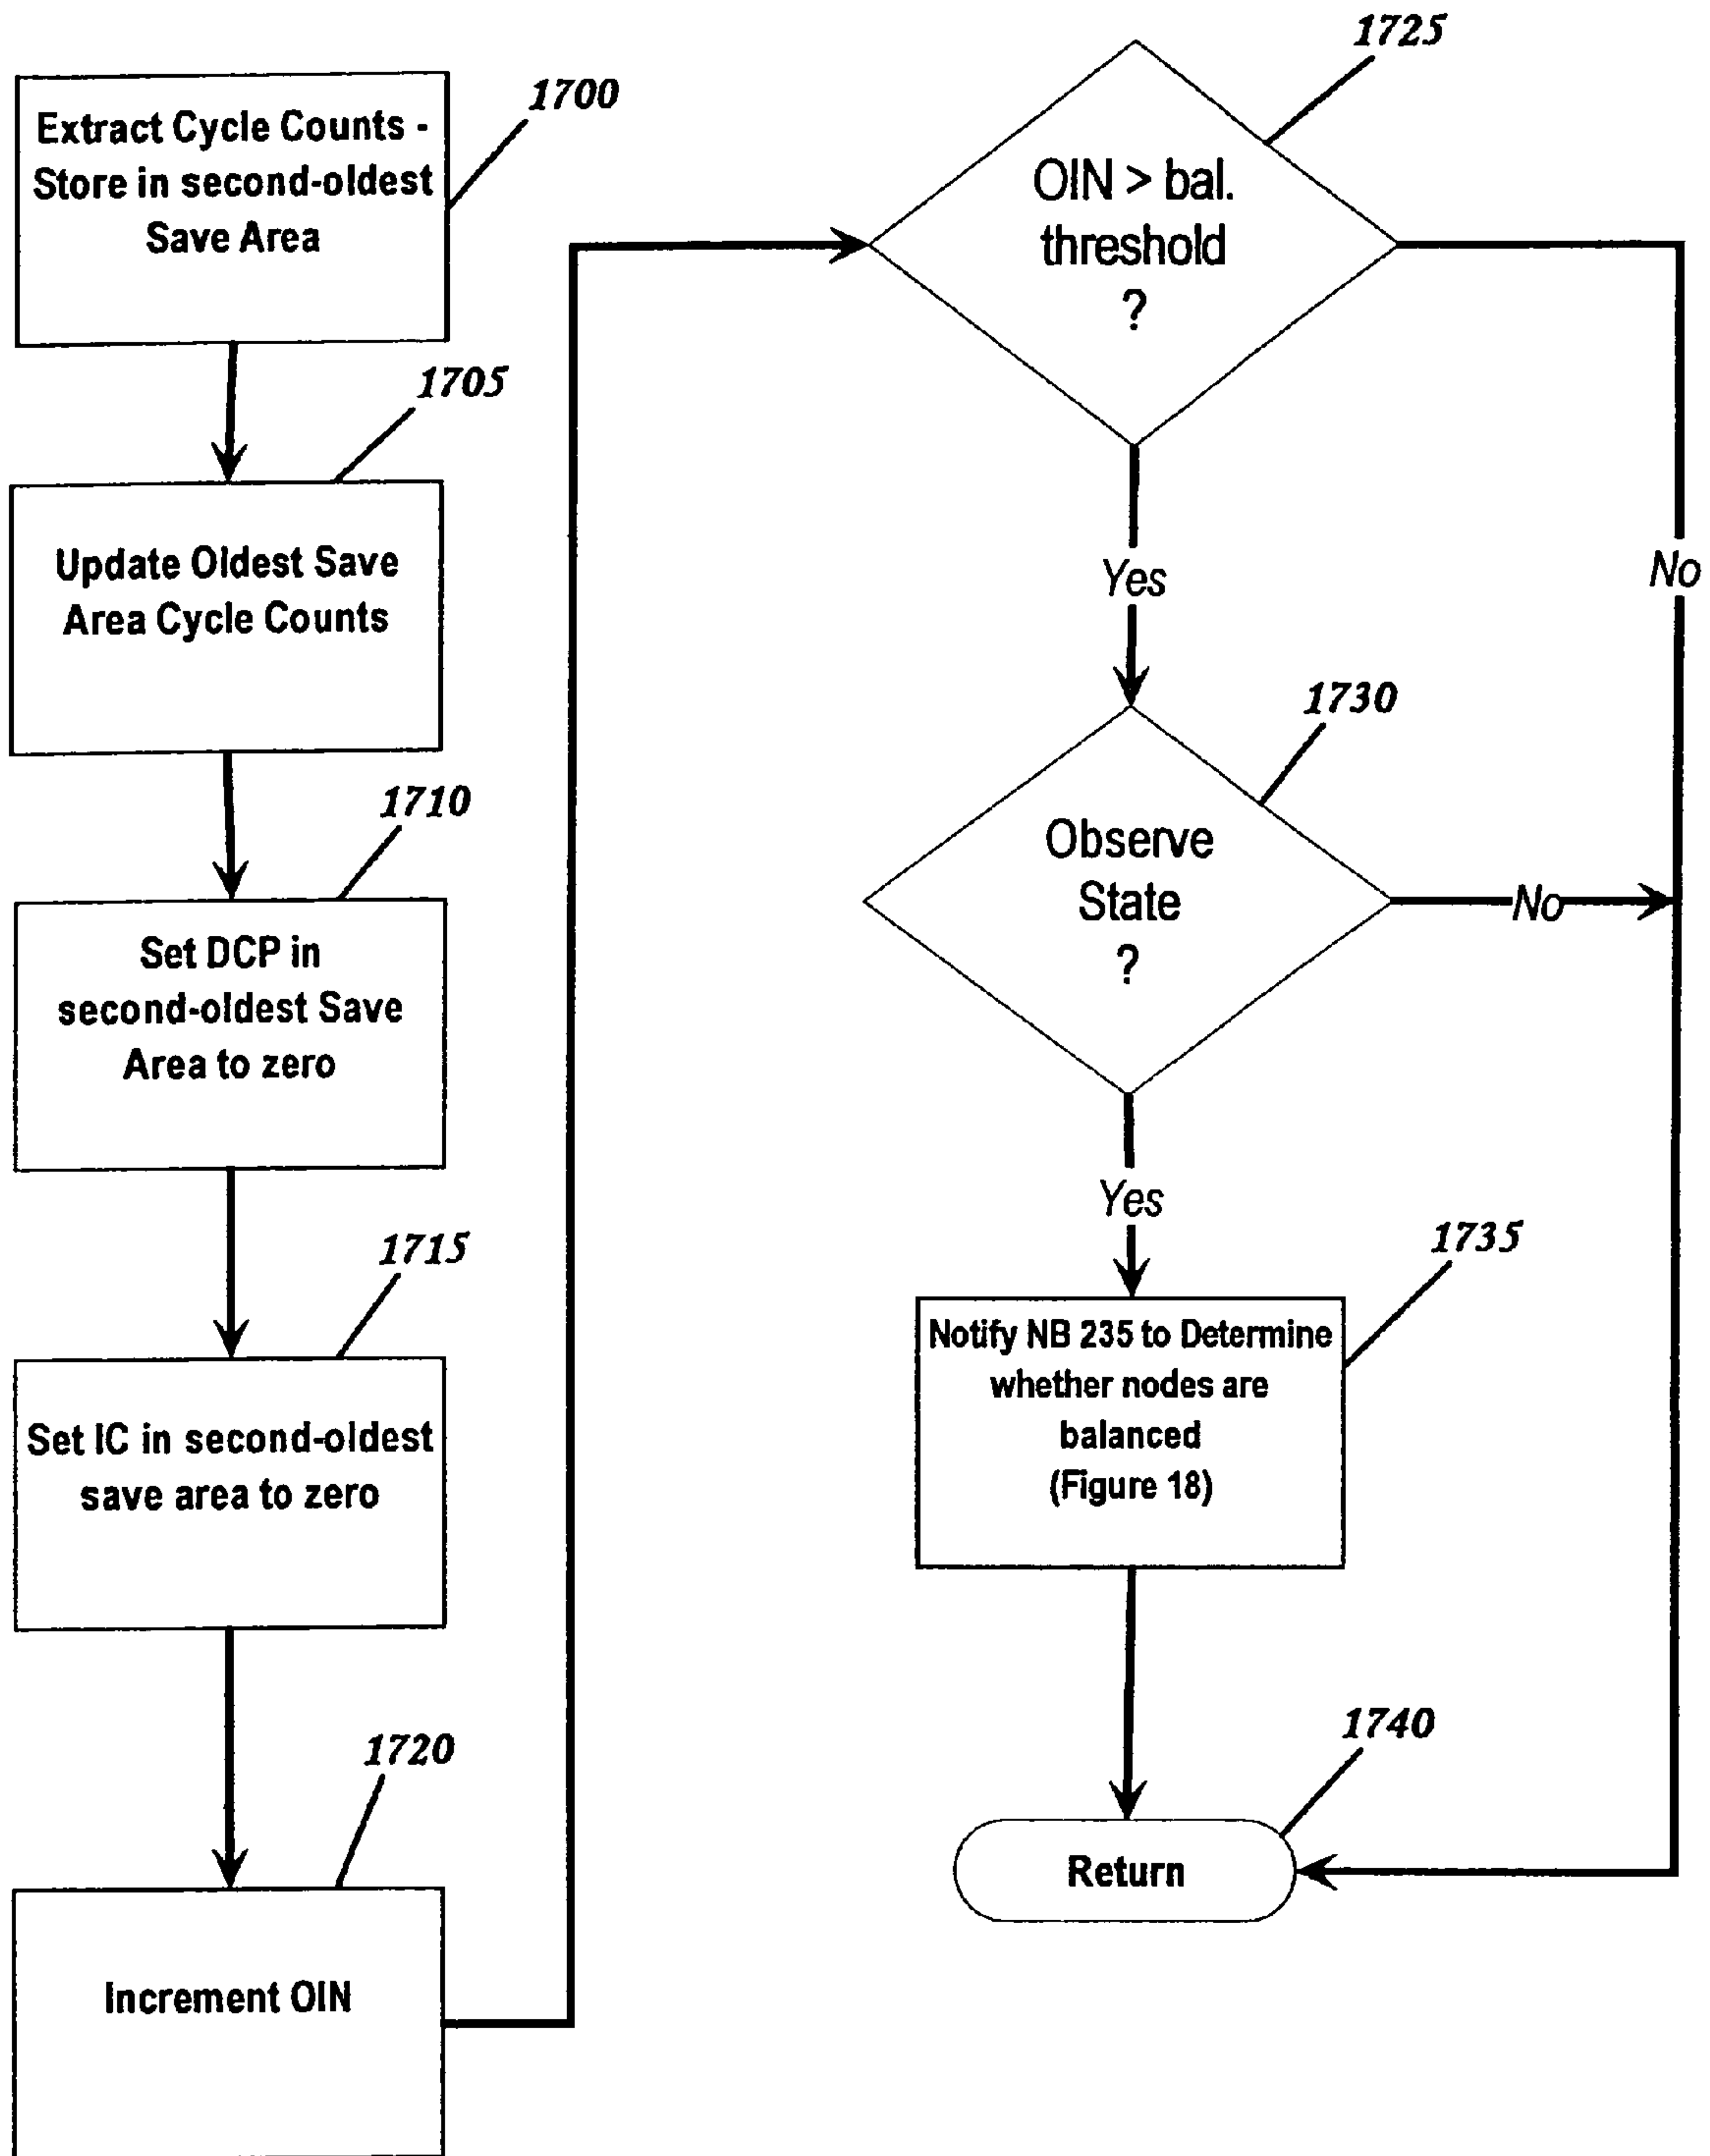 1700
Extract Cycle Counts -
Store in second-oldest
Save Area
1705
Update Oldest Save
Area Cycle Counts
1710
Set DCP in
second-oldest Save
Area to zero
1715
Set IC in second-oldest
save area to zero
1720
Increment OIN
1725
OIN > bal.
threshold
?
Yes
No
1730
Observe
State
?
No
Yes
1735
Notify NB 235 to Determine
whether nodes are
balanced
(Figure 18)
1740
Return